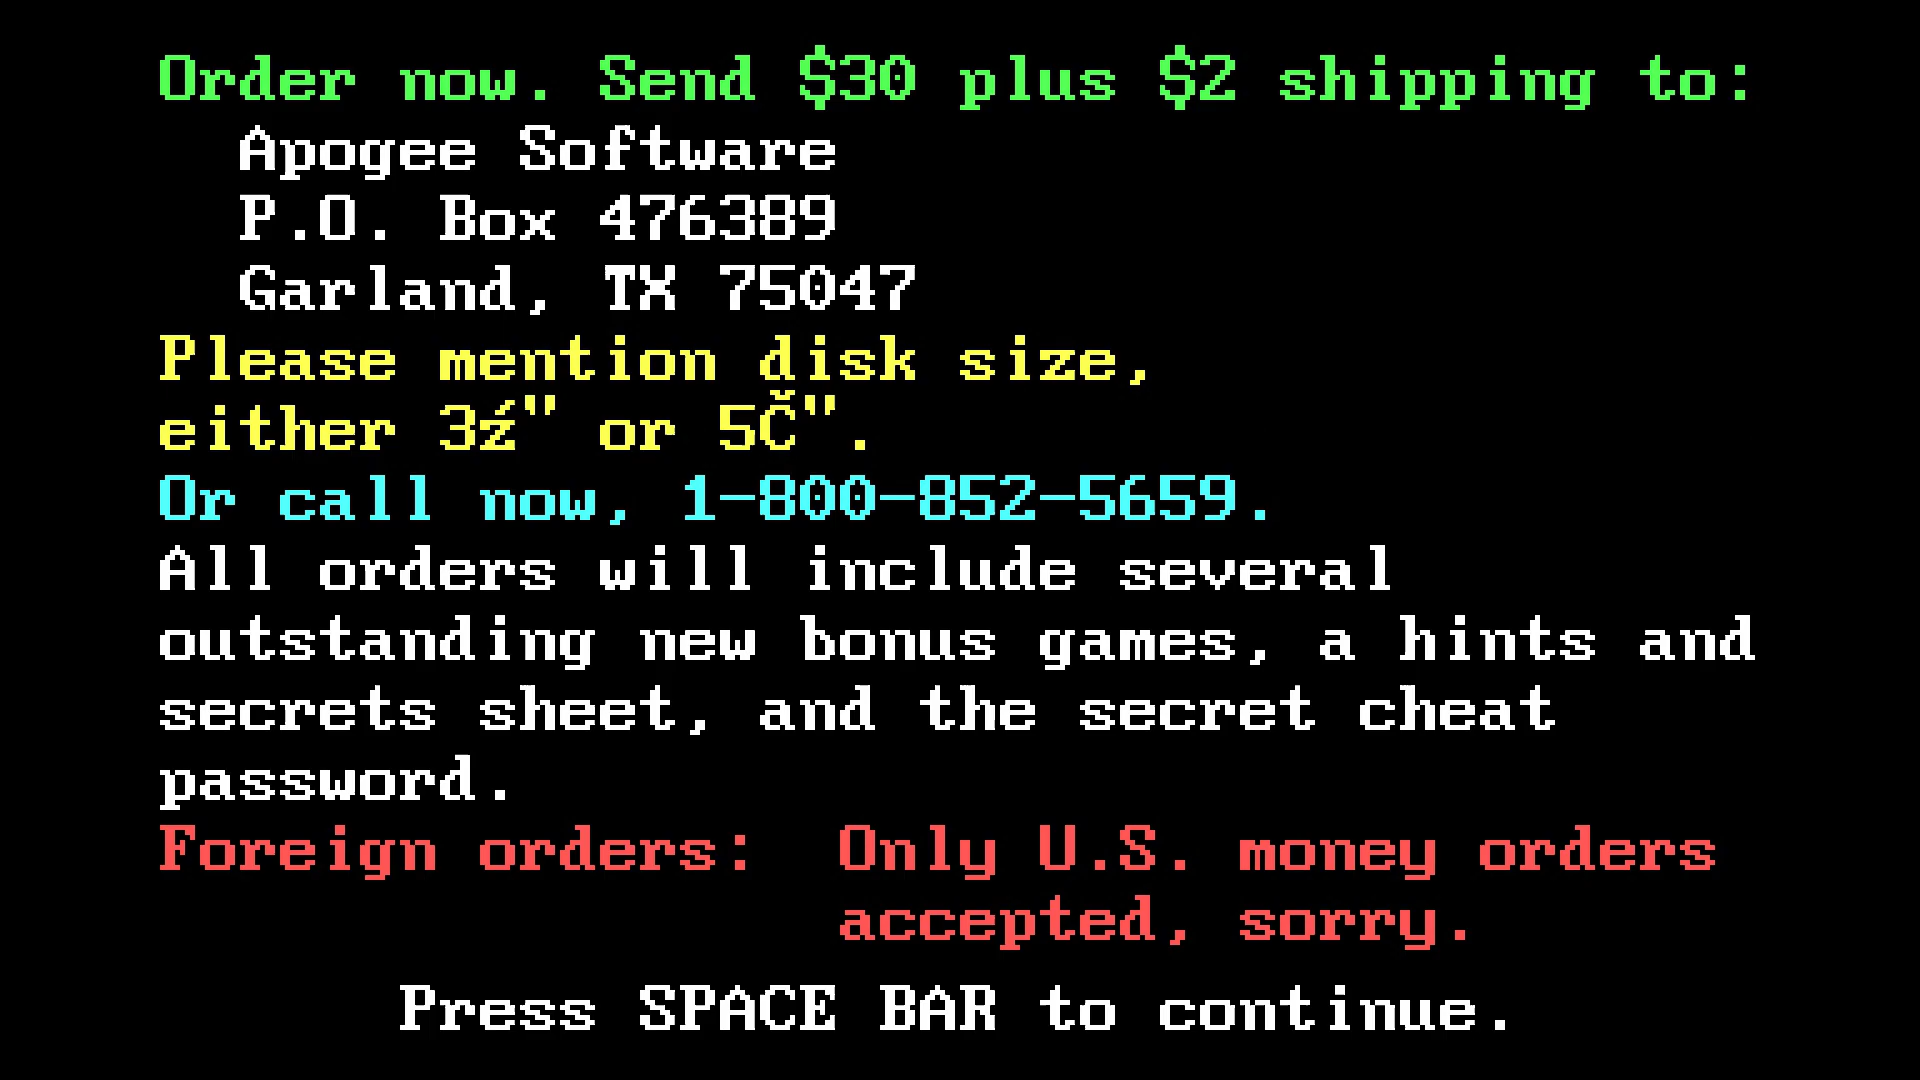 Order now. Send $30 plus $2 shipping to:
Apogee Software
P.O. Box 476389
Garland, TX 75047
Please mention disk size,
either 3ź" or 5Č".
Or call now, 1-800-852-5659.
All orders will include several
outstanding new bonus games, a hints and
secrets sheet, and the secret cheat
password.
Foreign orders:  Only U.S. money orders
accepted, sorry.
Press SPACE BAR to continue.